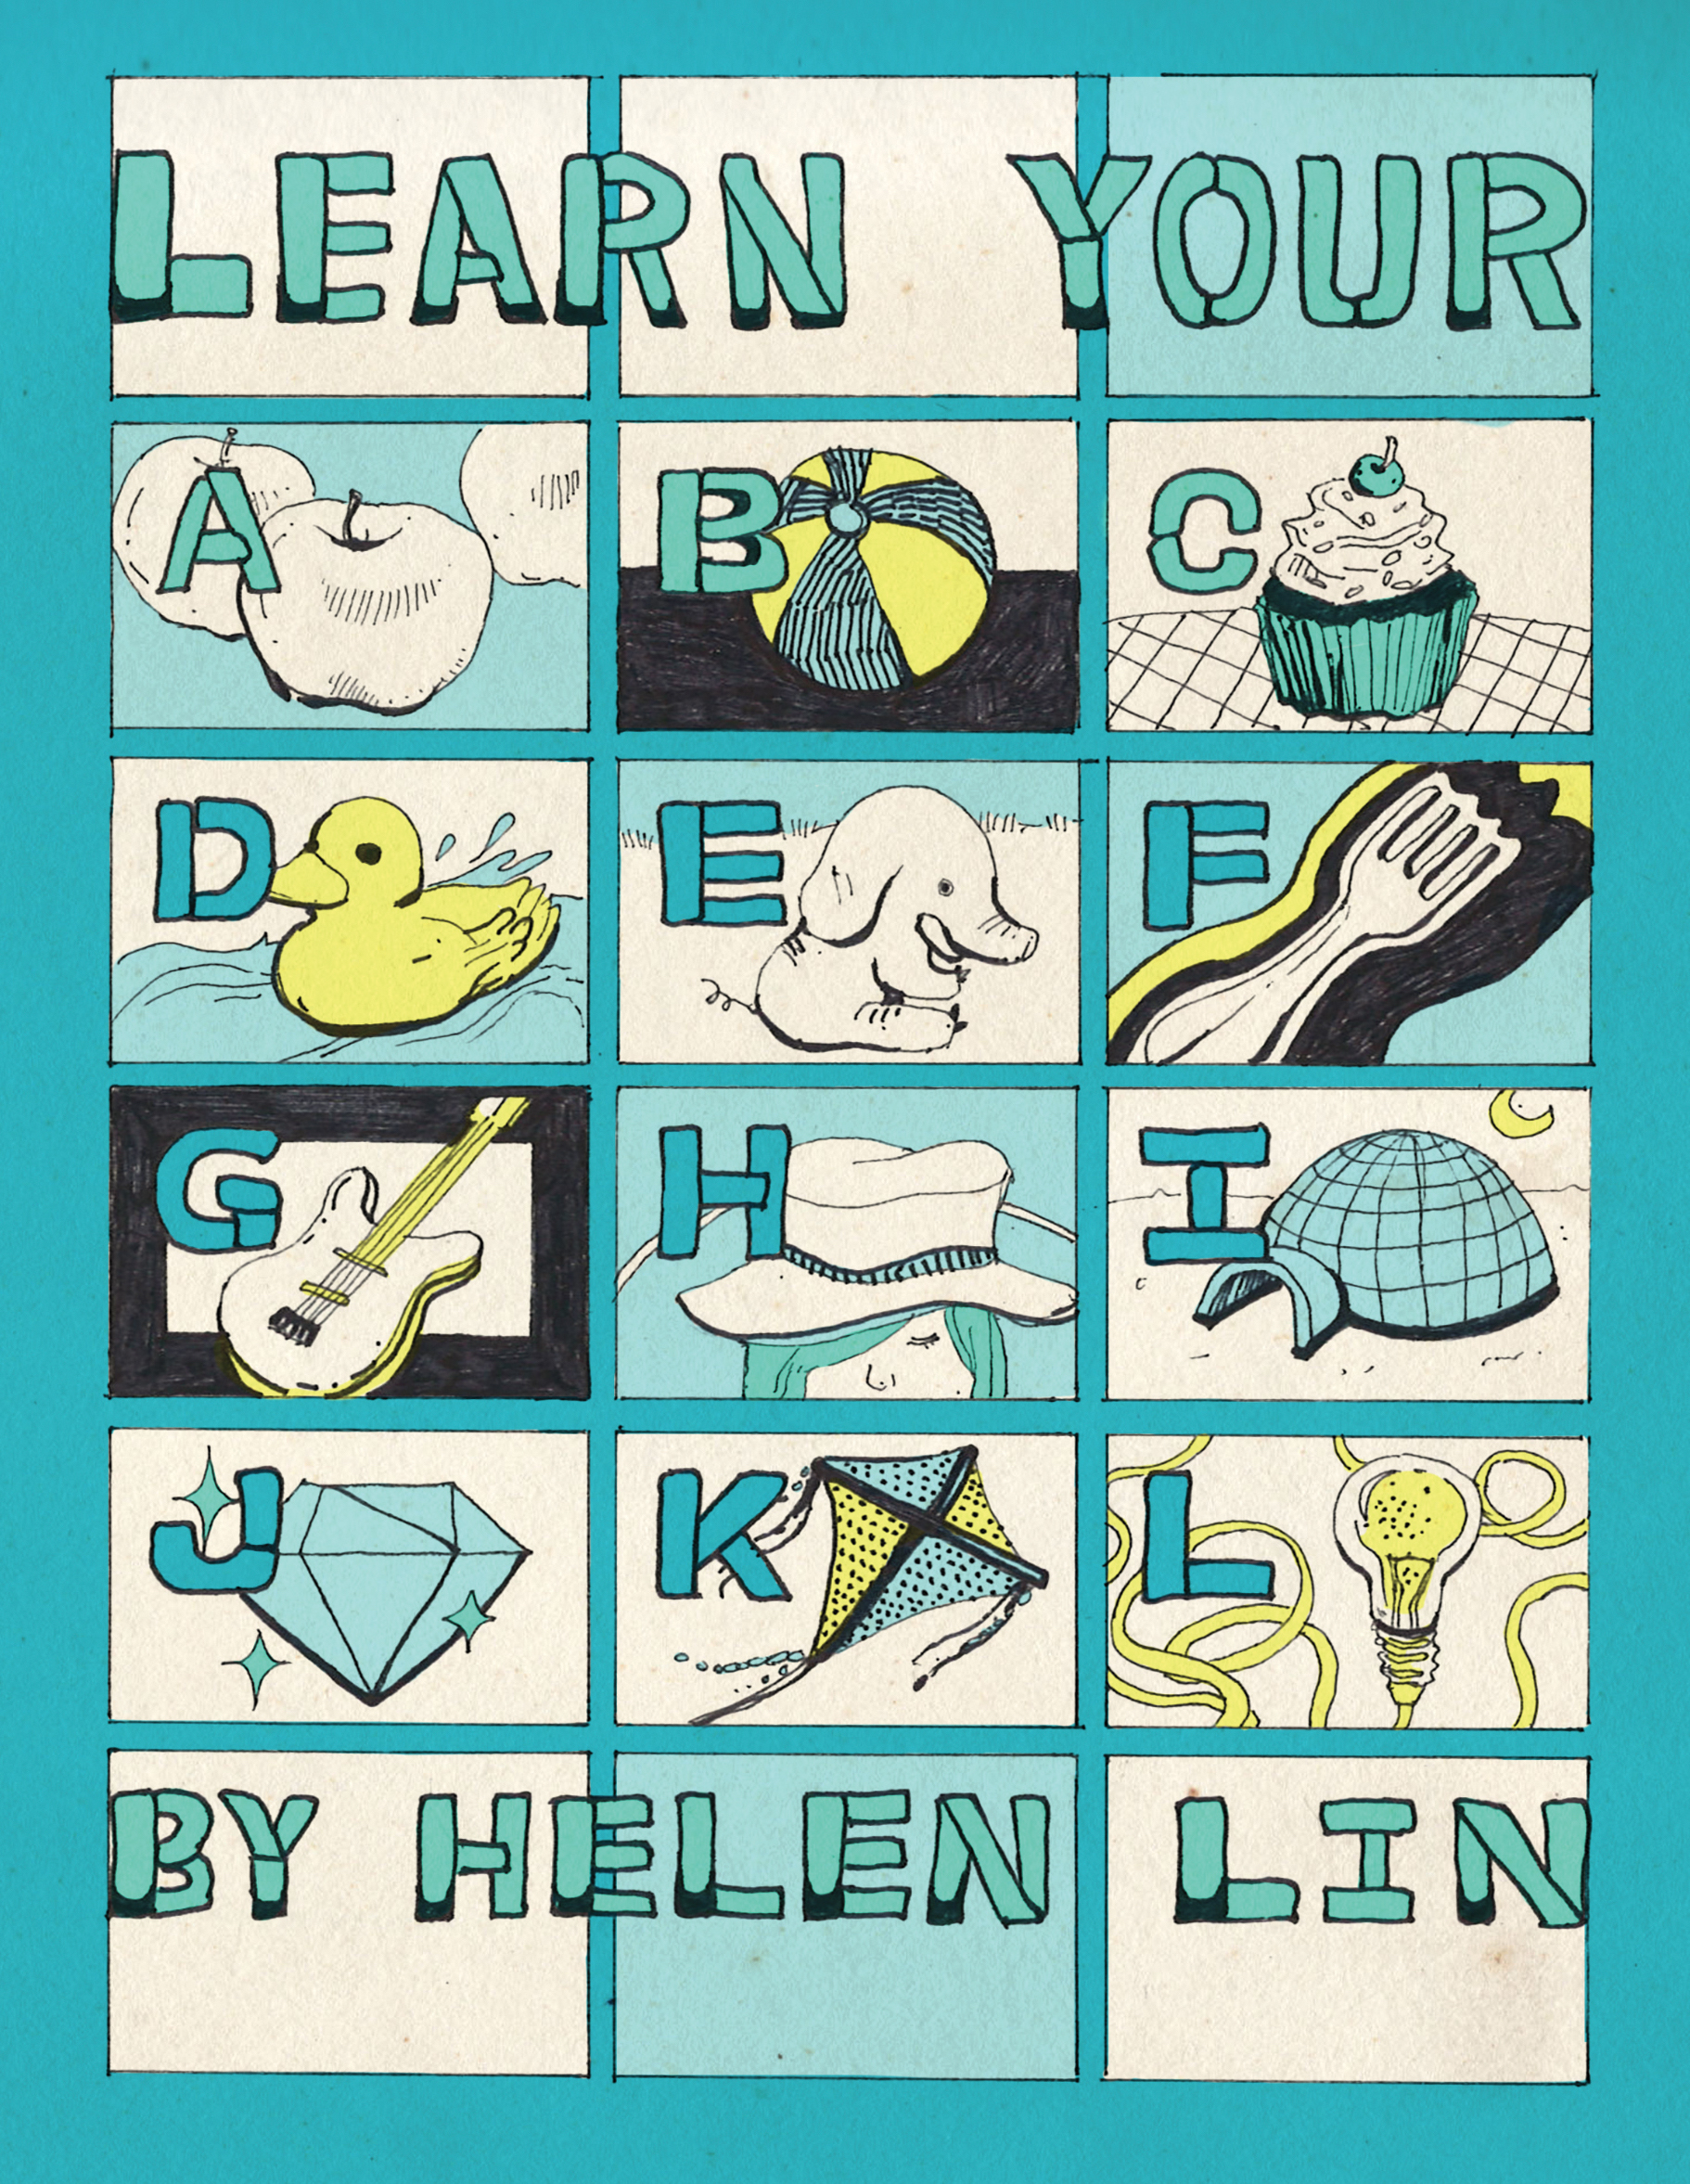 LEARN YOUR
A B C
D E F
G H I
J K L
BY HELEN LIN